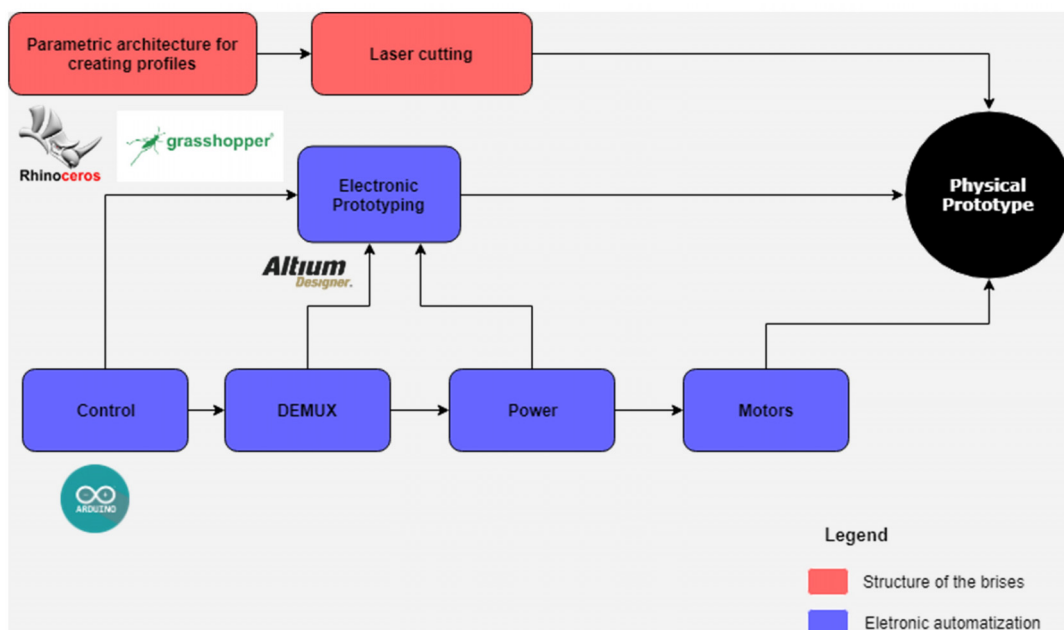 Parametric architecture for
creating profiles
Laser cutting
Rhinoceros
grasshopper
Electronic
Prototyping
Physical
Prototype
Altium
Designer.
Control
DEMUX
Power
Motors
ARDUINO
Legend
Structure of the brises
Eletronic automatization